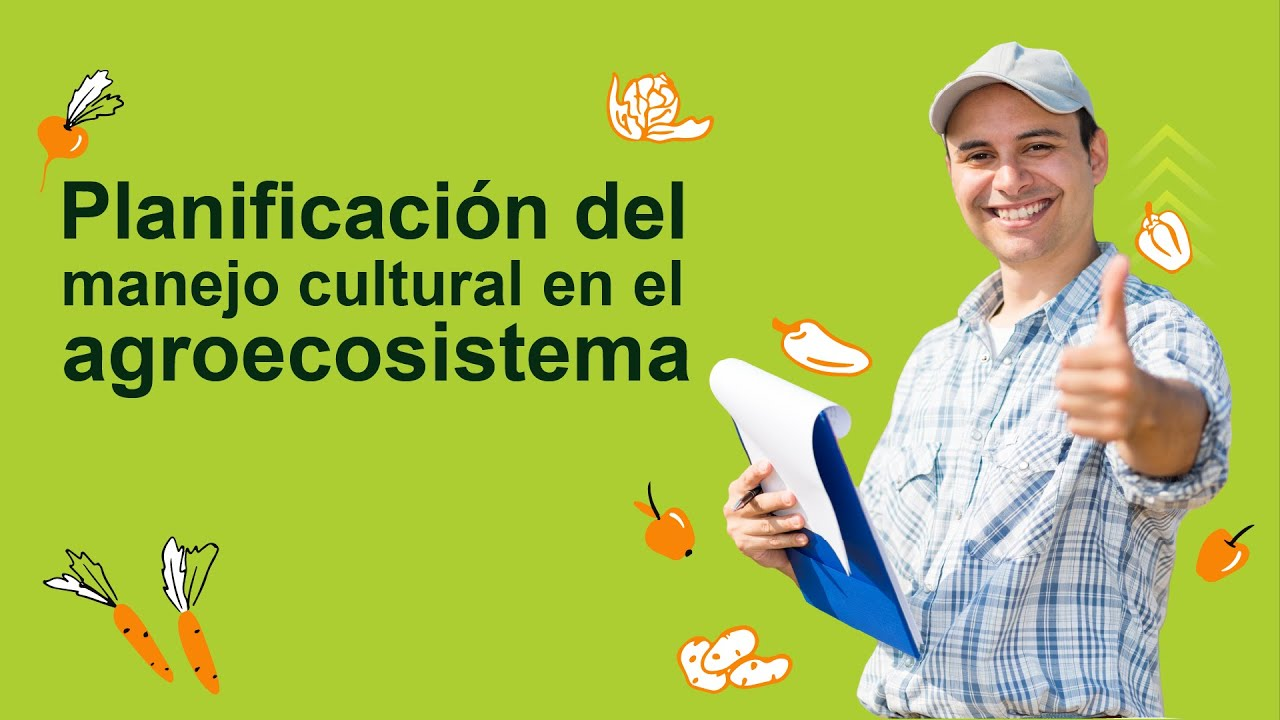 Planificación del
manejo cultural en el
agroecosistema